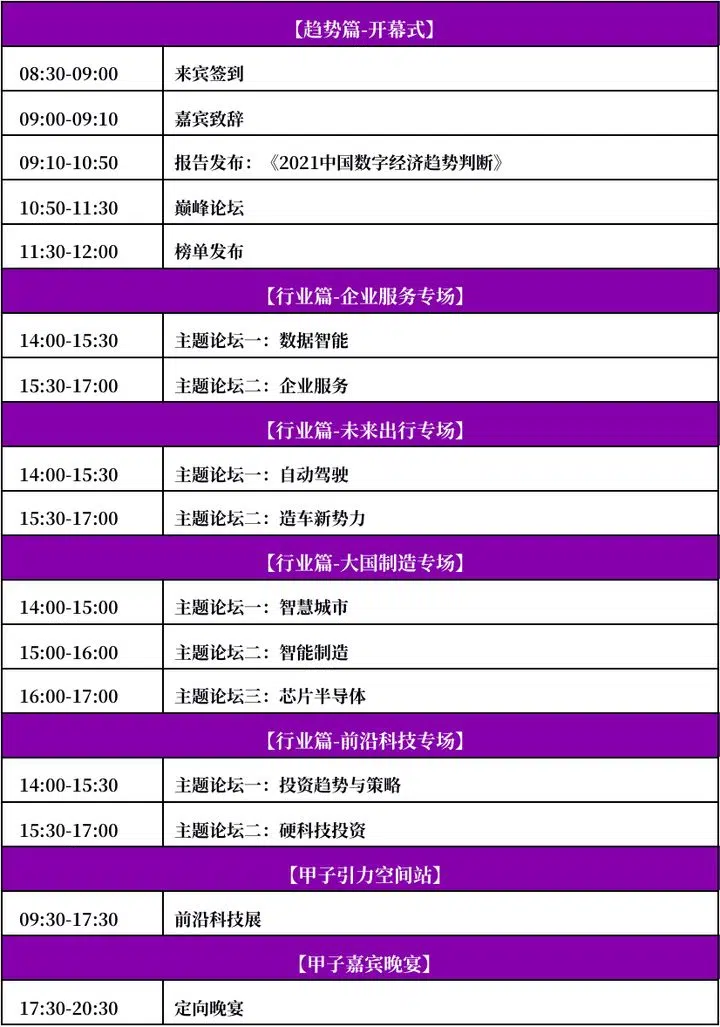 【趋势篇-开幕式】
08:30-09:00 来宾签到
09:00-09:10 嘉宾致辞
09:10-10:50 报告发布：《2021中国数字经济趋势判断》
10:50-11:30 巅峰论坛
11:30-12:00 榜单发布
【行业篇-企业服务专场】
14:00-15:30 主题论坛一：数据智能
15:30-17:00 主题论坛二：企业服务
【行业篇-未来出行专场】
14:00-15:30 主题论坛一：自动驾驶
15:30-17:00 主题论坛二：造车新势力
【行业篇-大国制造专场】
14:00-15:00 主题论坛一：智慧城市
15:00-16:00 主题论坛二：智能制造
16:00-17:00 主题论坛三：芯片半导体
【行业篇-前沿科技专场】
14:00-15:30 主题论坛一：投资趋势与策略
15:30-17:00 主题论坛二：硬科技投资
【甲子引力空间站】
09:30-17:30 前沿科技展
【甲子嘉宾晚宴】
17:30-20:30 定向晚宴